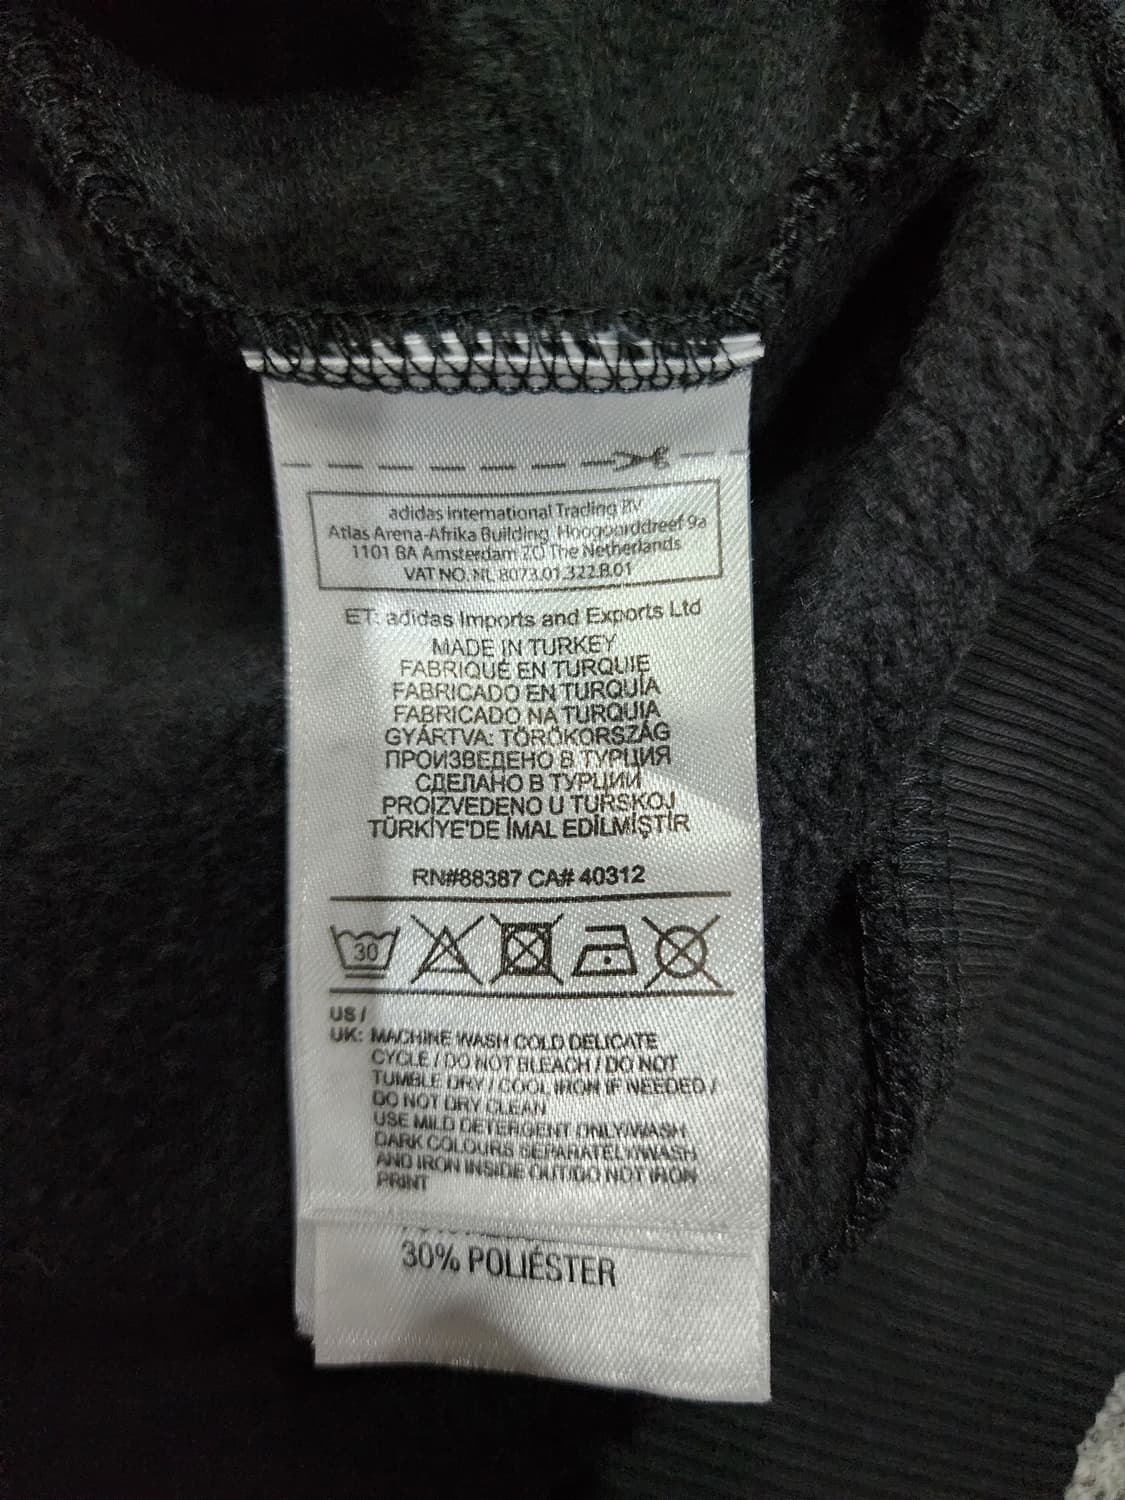 adidas International Trading BV
Atlas Arena-Afrika Building, Hoogoorddreef 9a
1101 BA Amsterdam ZO The Netherlands
VAT NO. NL 8073.01.322.B.01
ET: adidas Imports and Exports Ltd
MADE IN TURKEY
FABRIQUÉ EN TURQUIE
FABRICADO EN TURQUÍA
FABRICADO NA TURQUIA
GYÁRTVA: TÖRÖKORSZÁG
ПРОИЗВЕДЕНО В ТУРЦИЯ
СДЕЛАНО В ТУРЦИИ
PROIZVEDENO U TURSKOJ
TÜRKİYE'DE İMAL EDİLMİŞTİR
RN#88387 CA# 40312
30
US /
UK: MACHINE WASH COLD DELICATE
CYCLE / DO NOT BLEACH / DO NOT
TUMBLE DRY / COOL IRON IF NEEDED /
DO NOT DRY CLEAN
USE MILD DETERGENT ONLY/WASH
DARK COLOURS SEPARATELY/WASH
AND IRON INSIDE OUT/DO NOT IRON
PRINT
30% POLIÉSTER